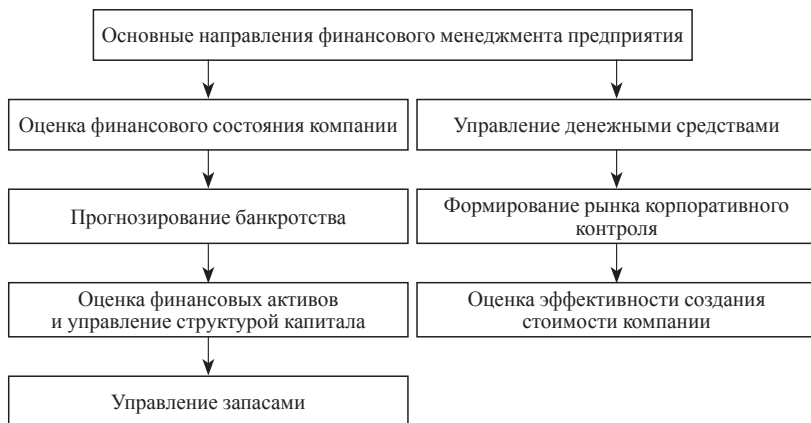 Основные направления финансового менеджмента предприятия
Оценка финансового состояния компании
Прогнозирование банкротства
Оценка финансовых активов
и управление структурой капитала
Управление запасами
Управление денежными средствами
Формирование рынка корпоративного
контроля
Оценка эффективности создания
стоимости компании